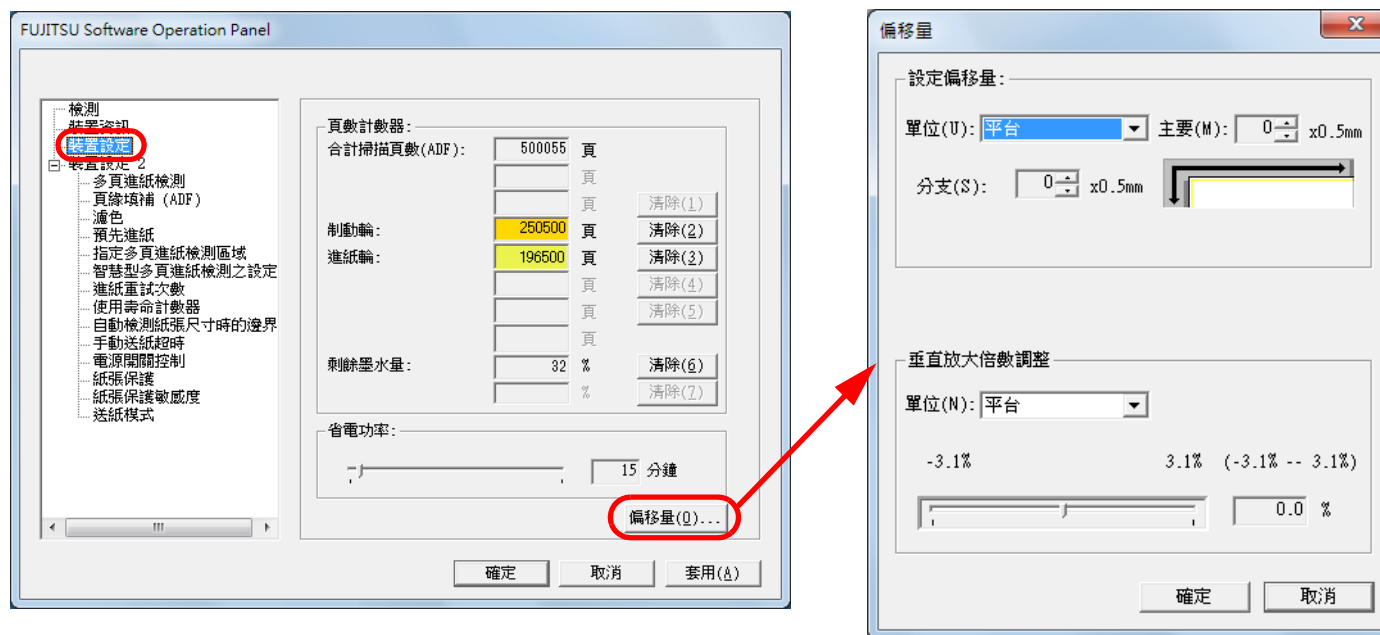 FUJITSU Software Operation Panel
檢測
裝置資訊
裝置設定
裝置設定 2
多頁進紙檢測
頁緣填補 (ADF)
濾色
預先進紙
指定多頁進紙檢測區域
智慧型多頁進紙檢測之設定
進紙重試次數
使用壽命計數器
自動檢測紙張尺寸時的邊界
手動送紙超時
電源開關控制
紙張保護
紙張保護敏感度
送紙模式
頁數計數器:
合計掃描頁數(ADF): 500055 頁
頁
頁 清除(1)
制動輪: 250500 頁 清除(2)
進紙輪: 196500 頁 清除(3)
頁 清除(4)
頁 清除(5)
頁
剩餘墨水量: 32 % 清除(6)
% 清除(7)
省電功率:
15 分鐘
偏移量(O)...
確定 取消 套用(A)
偏移量
設定偏移量:
單位(U): 平台 主要(M): 0 x0.5mm
分支(S): 0 x0.5mm
垂直放大倍數調整
單位(N): 平台
-3.1% 3.1% (-3.1% -- 3.1%)
0.0 %
確定 取消